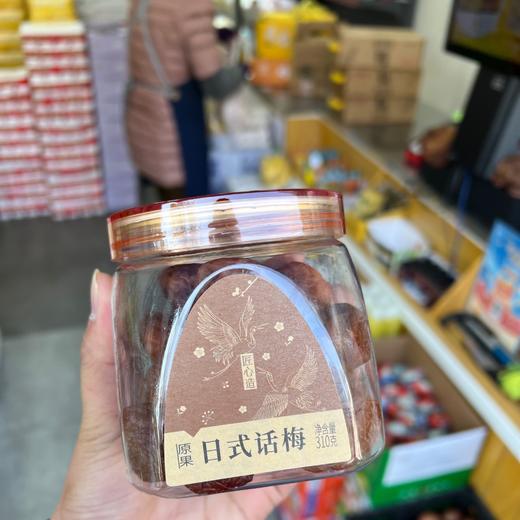 匠心造
原果
日式话梅
净含量
310克